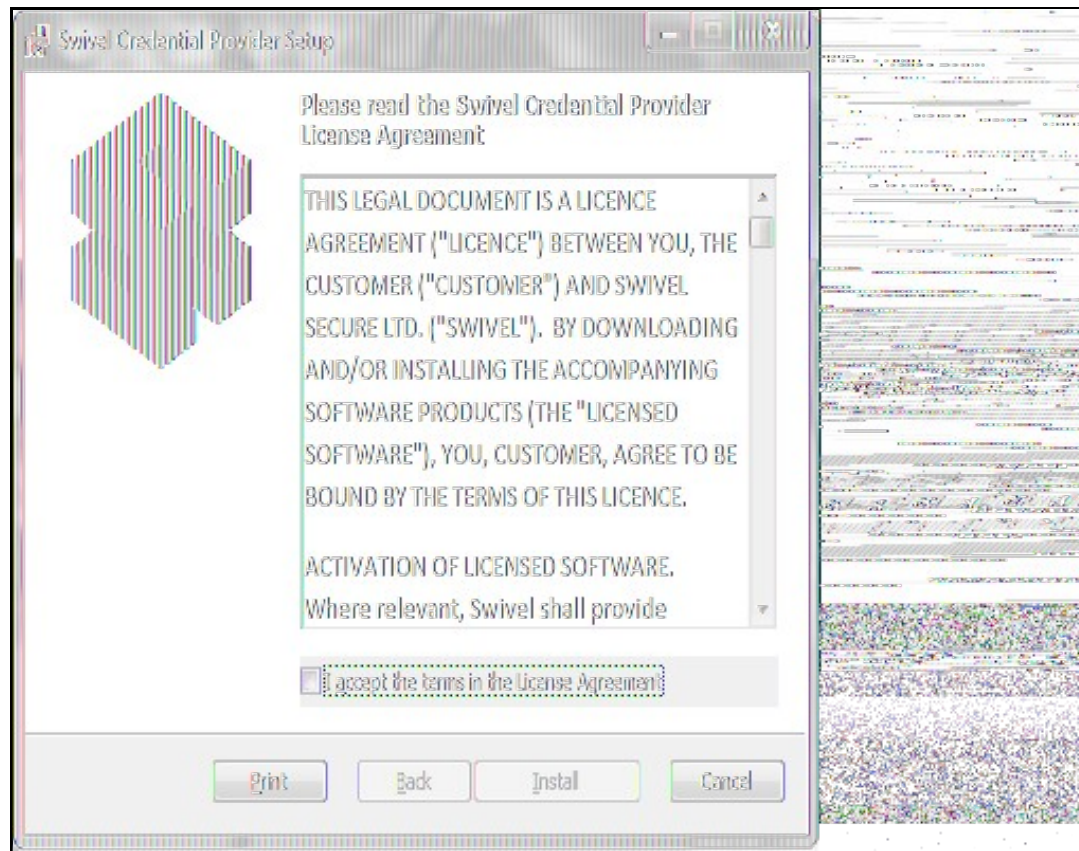 Swivel Credential Provider Setup
Please read the Swivel Credential Provider
License Agreement
THIS LEGAL DOCUMENT IS A LICENCE
AGREEMENT ("LICENCE") BETWEEN YOU, THE
CUSTOMER ("CUSTOMER") AND SWIVEL
SECURE LTD. ("SWIVEL").  BY DOWNLOADING
AND/OR INSTALLING THE ACCOMPANYING
SOFTWARE PRODUCTS (THE "LICENSED
SOFTWARE"), YOU, CUSTOMER, AGREE TO BE
BOUND BY THE TERMS OF THIS LICENCE.
ACTIVATION OF LICENSED SOFTWARE.
Where relevant, Swivel shall provide
I accept the terms in the License Agreement
Print Back Install Cancel